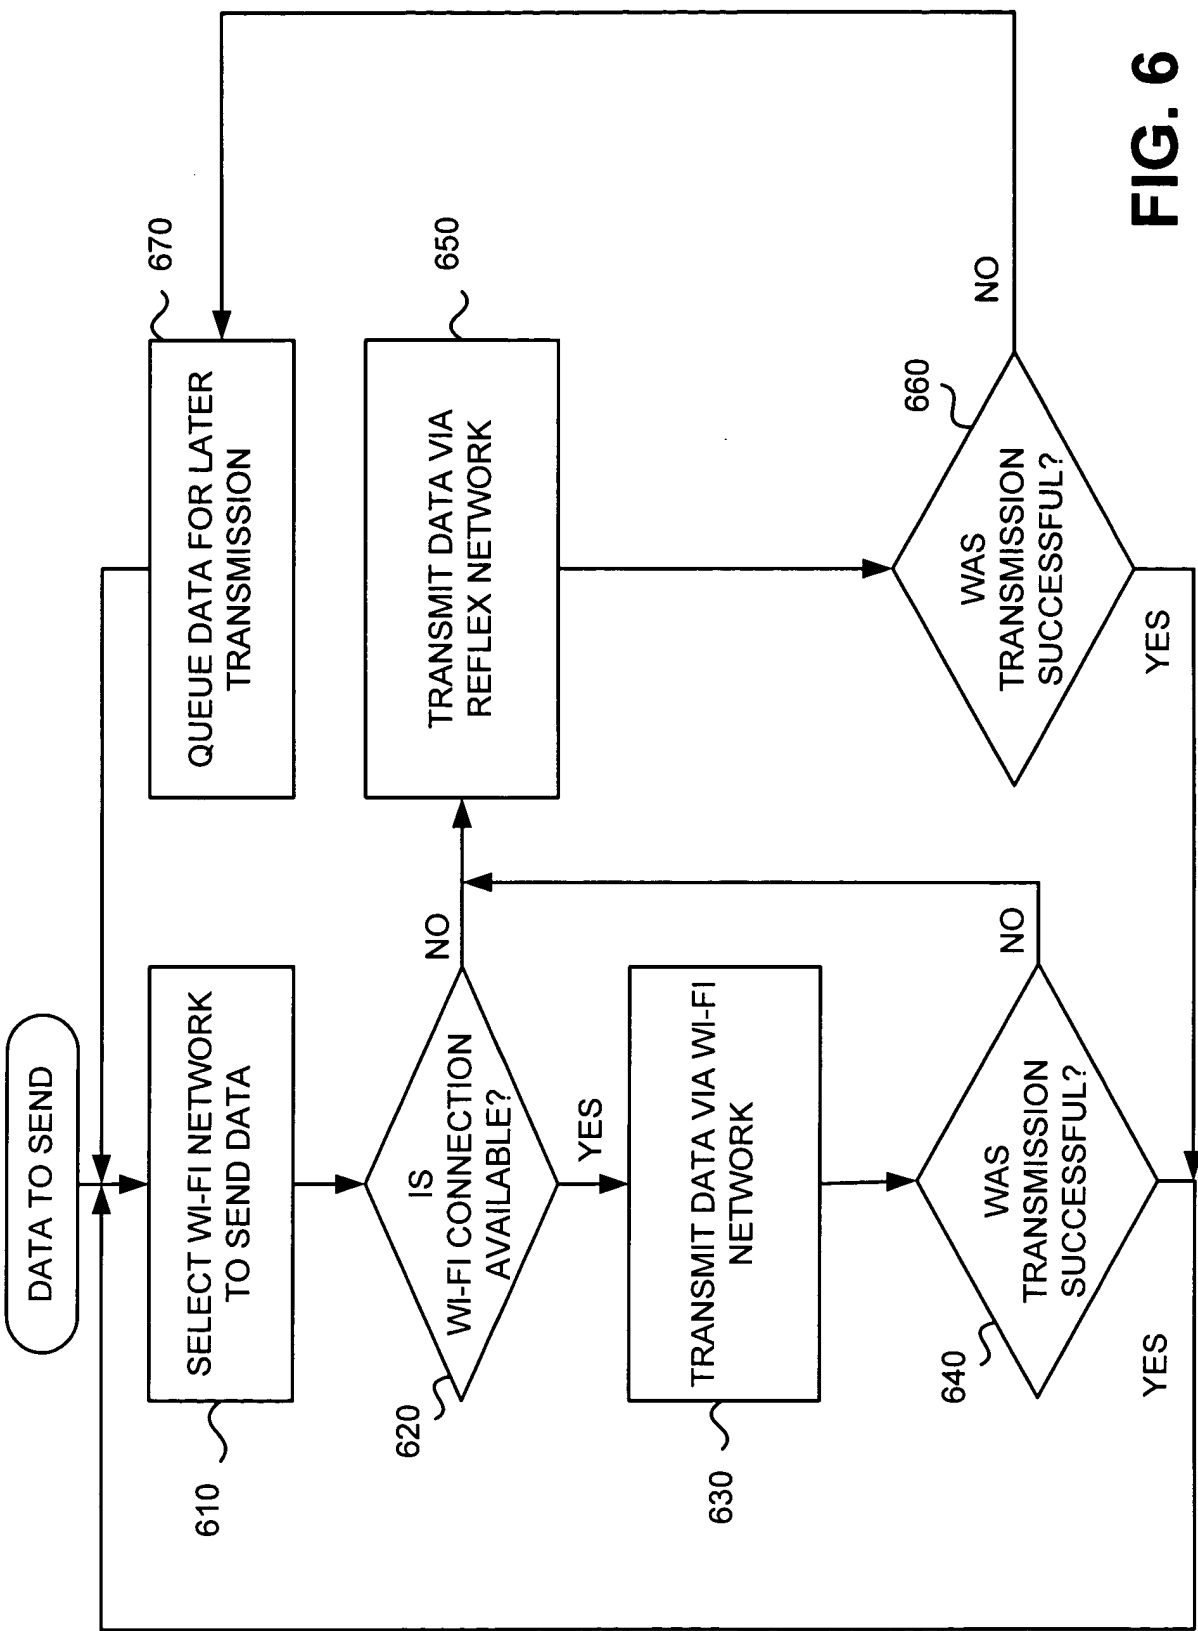 DATA TO SEND
610
SELECT WI-FI NETWORK
TO SEND DATA
670
QUEUE DATA FOR LATER
TRANSMISSION
620
IS
WI-FI CONNECTION
AVAILABLE?
NO
YES
650
TRANSMIT DATA VIA
REFLEX NETWORK
630
TRANSMIT DATA VIA WI-FI
NETWORK
640
WAS
TRANSMISSION
SUCCESSFUL?
NO
YES
660
WAS
TRANSMISSION
SUCCESSFUL?
NO
YES
FIG. 6